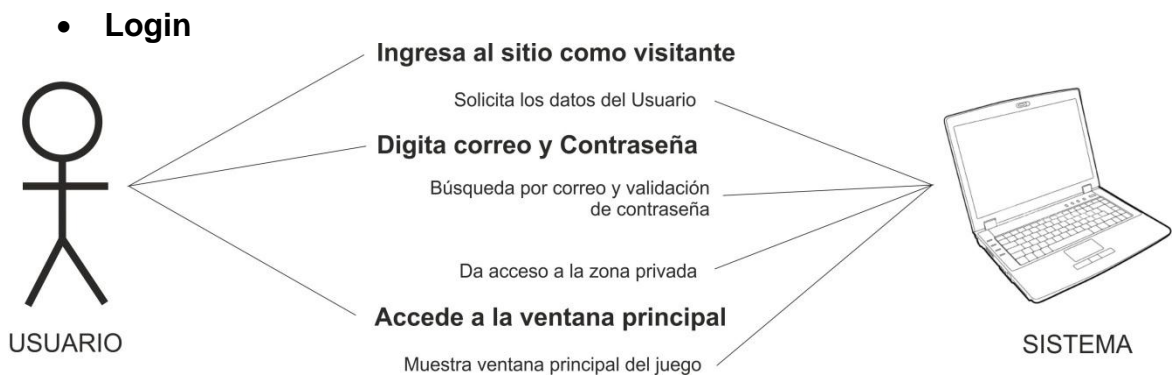 • Login
Ingresa al sitio como visitante
Solicita los datos del Usuario
Digita correo y Contraseña
Búsqueda por correo y validación
de contraseña
Da acceso a la zona privada
Accede a la ventana principal
Muestra ventana principal del juego
USUARIO
SISTEMA